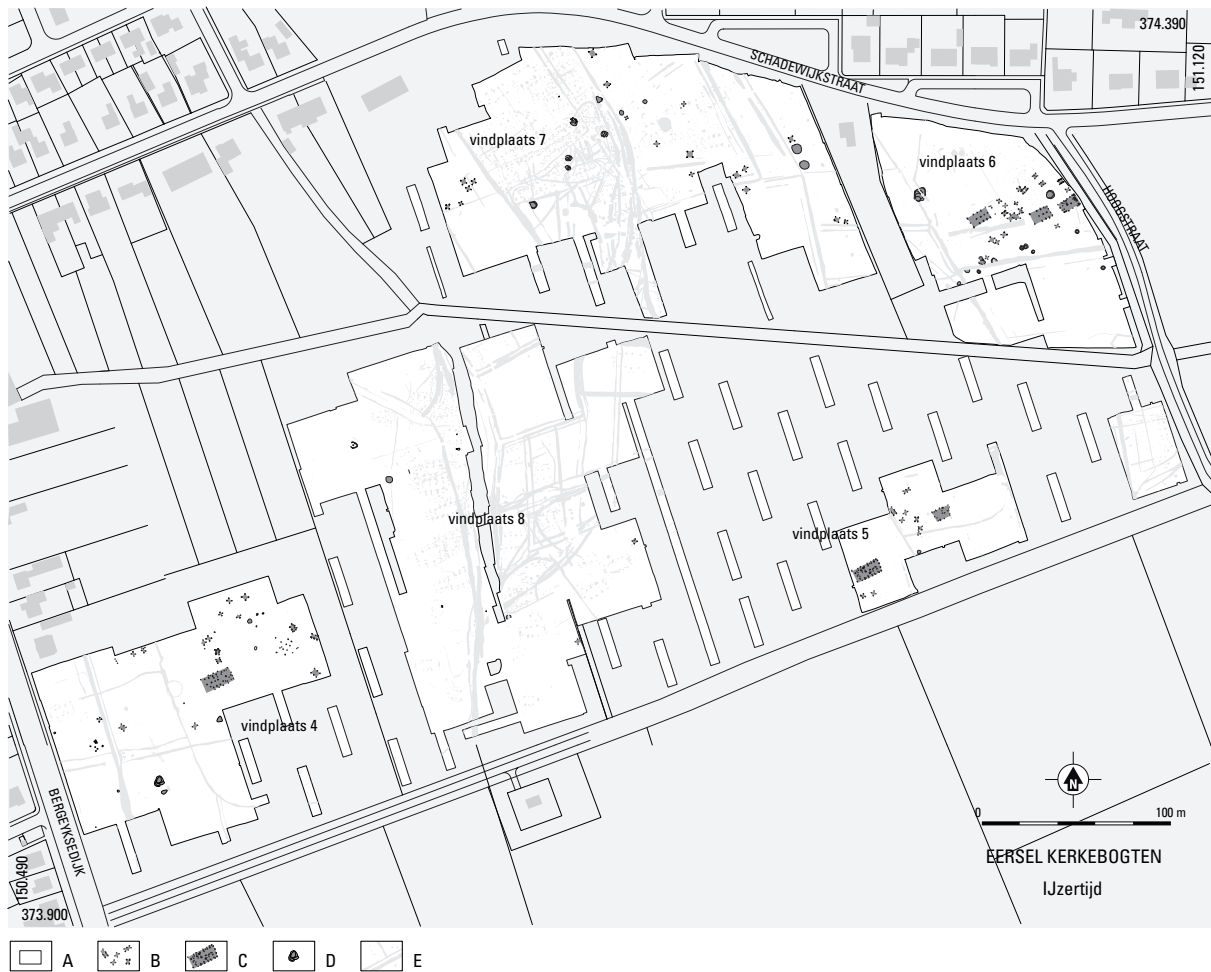 374.390
151.120
SCHADEWIJKSTRAAT
vindplaats 7
vindplaats 6
HOOGSTRAAT
vindplaats 8
vindplaats 5
vindplaats 4
BERGEYKSEDIJK
N
0 100 m
EERSEL KERKEBOGTEN
IJzertijd
150.490
373.900
A B C D E